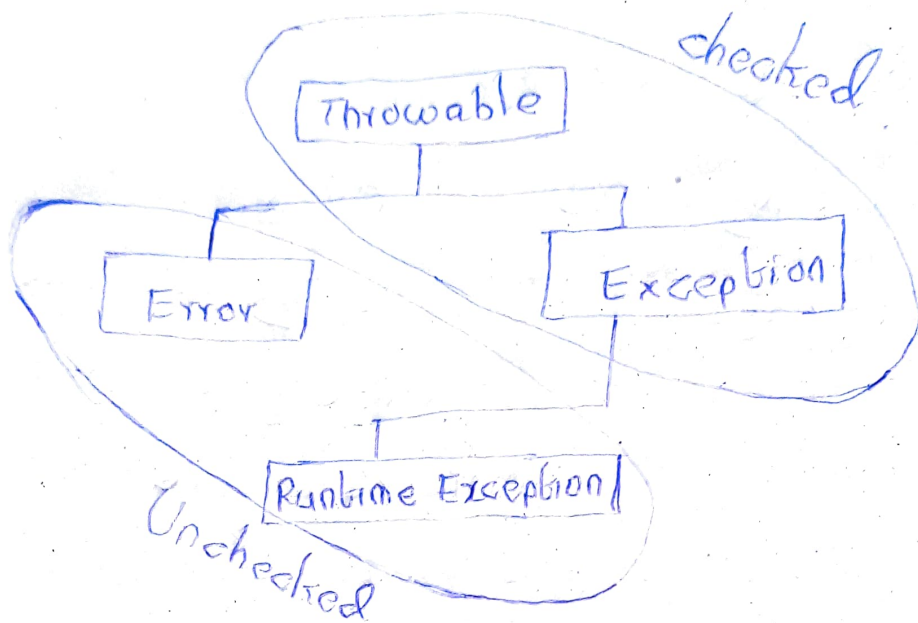 checked
Throwable
Error
Exception
Runtime Exception
Unchecked